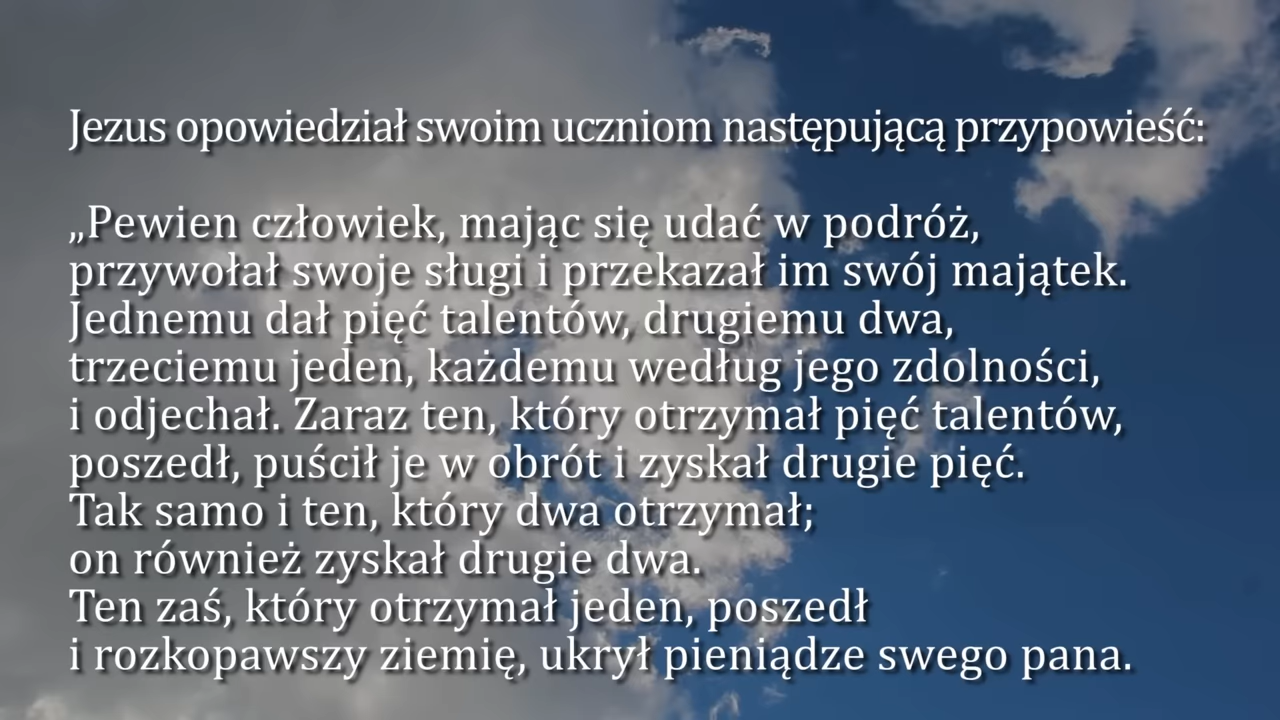 Jezus opowiedział swoim uczniom następującą przypowieść:
„Pewien człowiek, mając się udać w podróż,
przywołał swoje sługi i przekazał im swój majątek.
Jednemu dał pięć talentów, drugiemu dwa,
trzeciemu jeden, każdemu według jego zdolności,
i odjechał. Zaraz ten, który otrzymał pięć talentów,
poszedł, puścił je w obrót i zyskał drugie pięć.
Tak samo i ten, który dwa otrzymał;
on również zyskał drugie dwa.
Ten zaś, który otrzymał jeden, poszedł
i rozkopawszy ziemię, ukrył pieniądze swego pana.